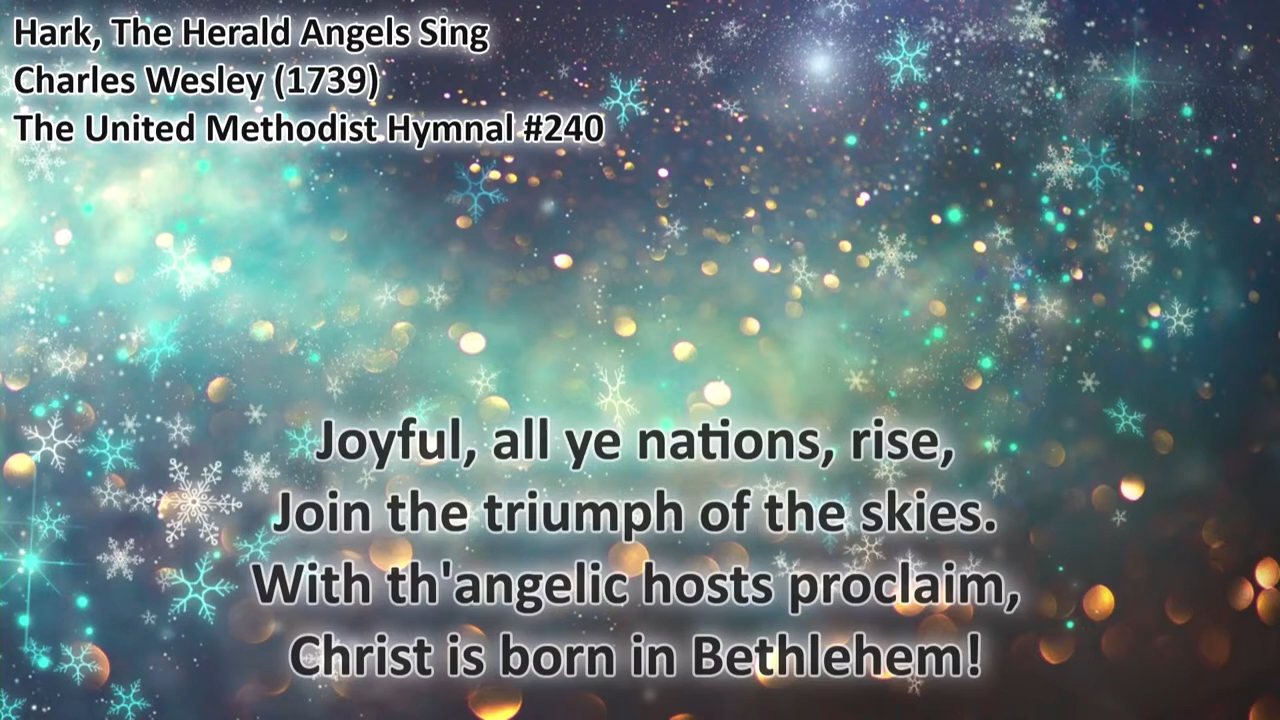 Hark, The Herald Angels Sing
Charles Wesley (1739)
The United Methodist Hymnal #240
Joyful, all ye nations, rise,
Join the triumph of the skies.
With th'angelic hosts proclaim,
Christ is born in Bethlehem!